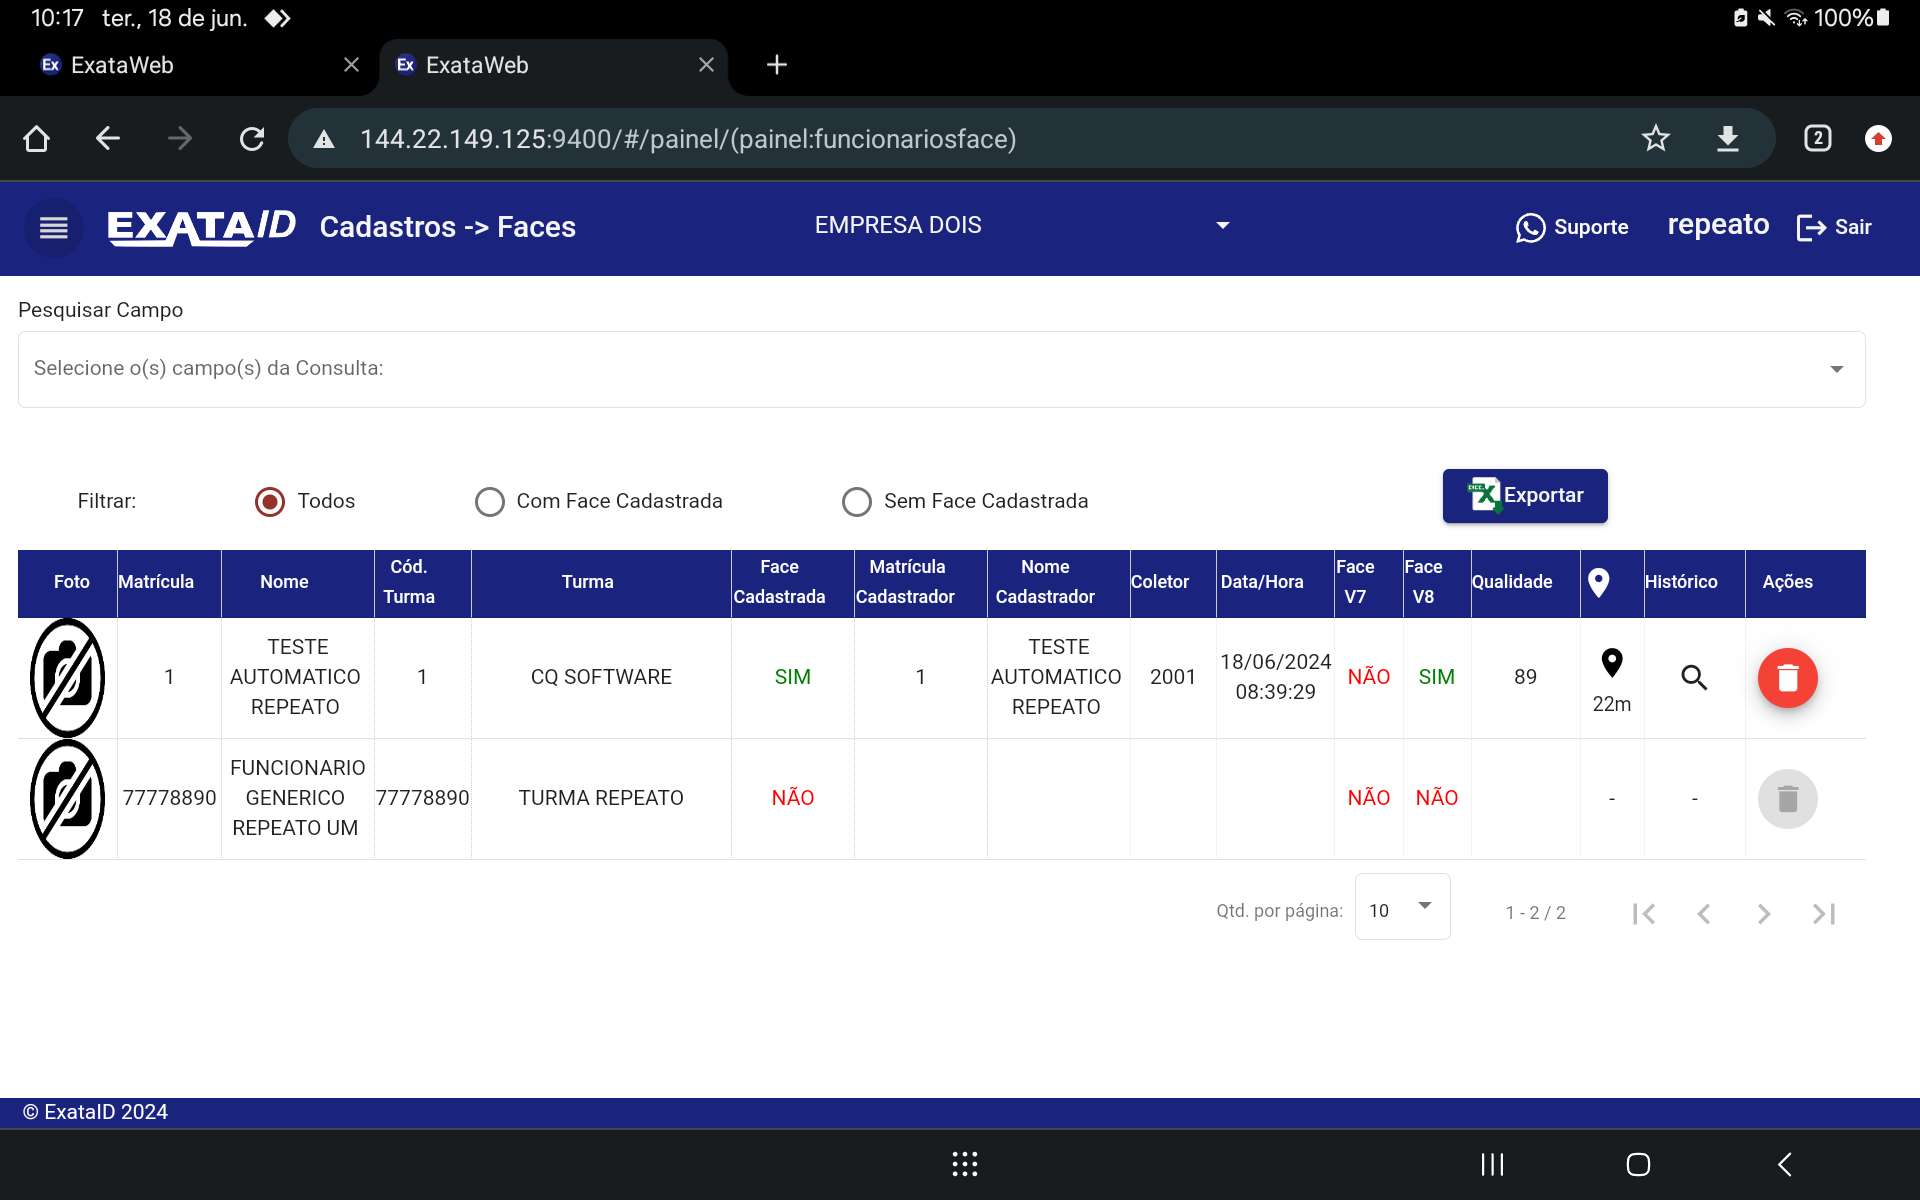 10:17 ter., 18 de jun. 100%
Ex ExataWeb Ex ExataWeb
144.22.149.125:9400/#/painel/(painel:funcionariosface) 2
EXATAID Cadastros -> Faces EMPRESA DOIS Suporte repeato Sair
Pesquisar Campo
Selecione o(s) campo(s) da Consulta:
Filtrar: Todos Com Face Cadastrada Sem Face Cadastrada Exportar
Foto Matrícula Nome Cód. Turma Turma Face Cadastrada Matrícula Cadastrador Nome Cadastrador Coletor Data/Hora Face V7 Face V8 Qualidade Histórico Ações
1 TESTE AUTOMATICO REPEATO 1 CQ SOFTWARE SIM 1 TESTE AUTOMATICO REPEATO 2001 18/06/2024 08:39:29 NÃO SIM 89 22m
77778890 FUNCIONARIO GENERICO REPEATO UM 77778890 TURMA REPEATO NÃO NÃO NÃO - -
Qtd. por página: 10 1 - 2 / 2
© ExataID 2024